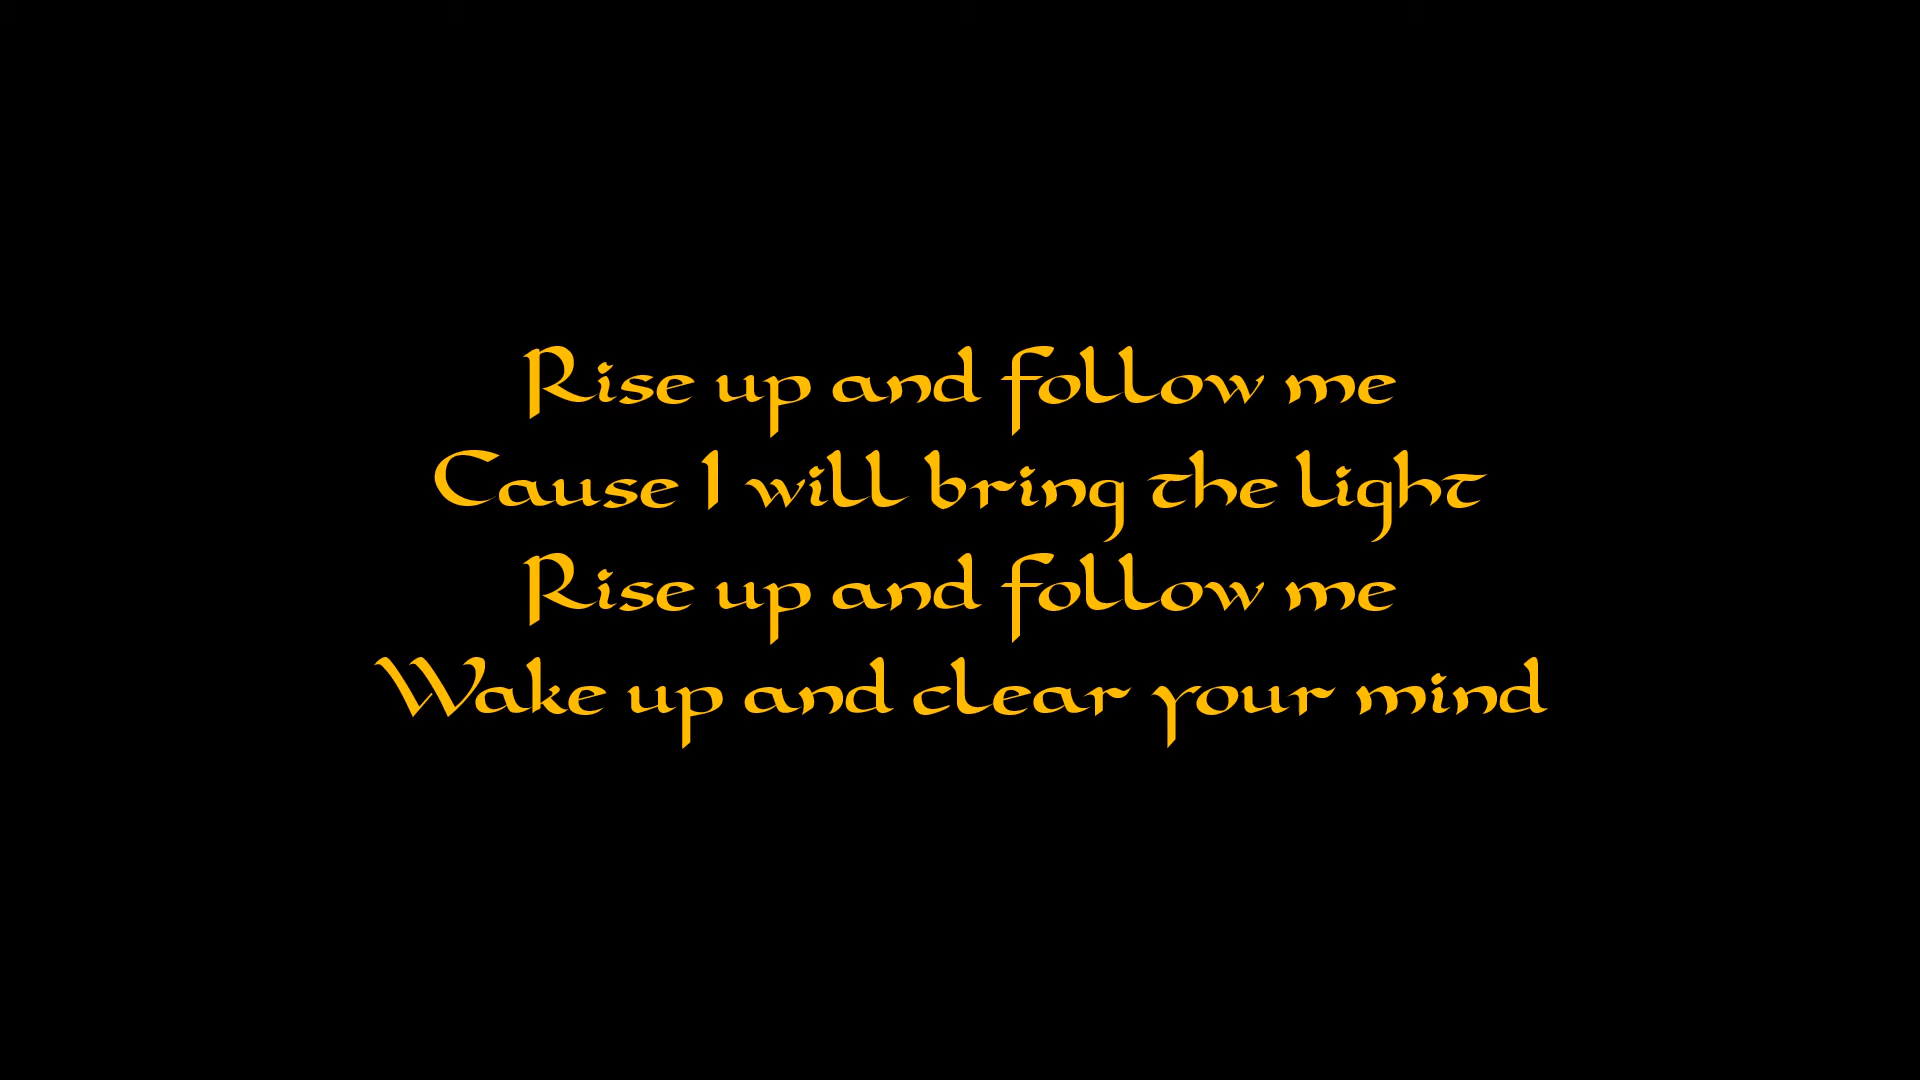 Rise up and follow me
Cause I will bring the light
Rise up and follow me
Wake up and clear your mind